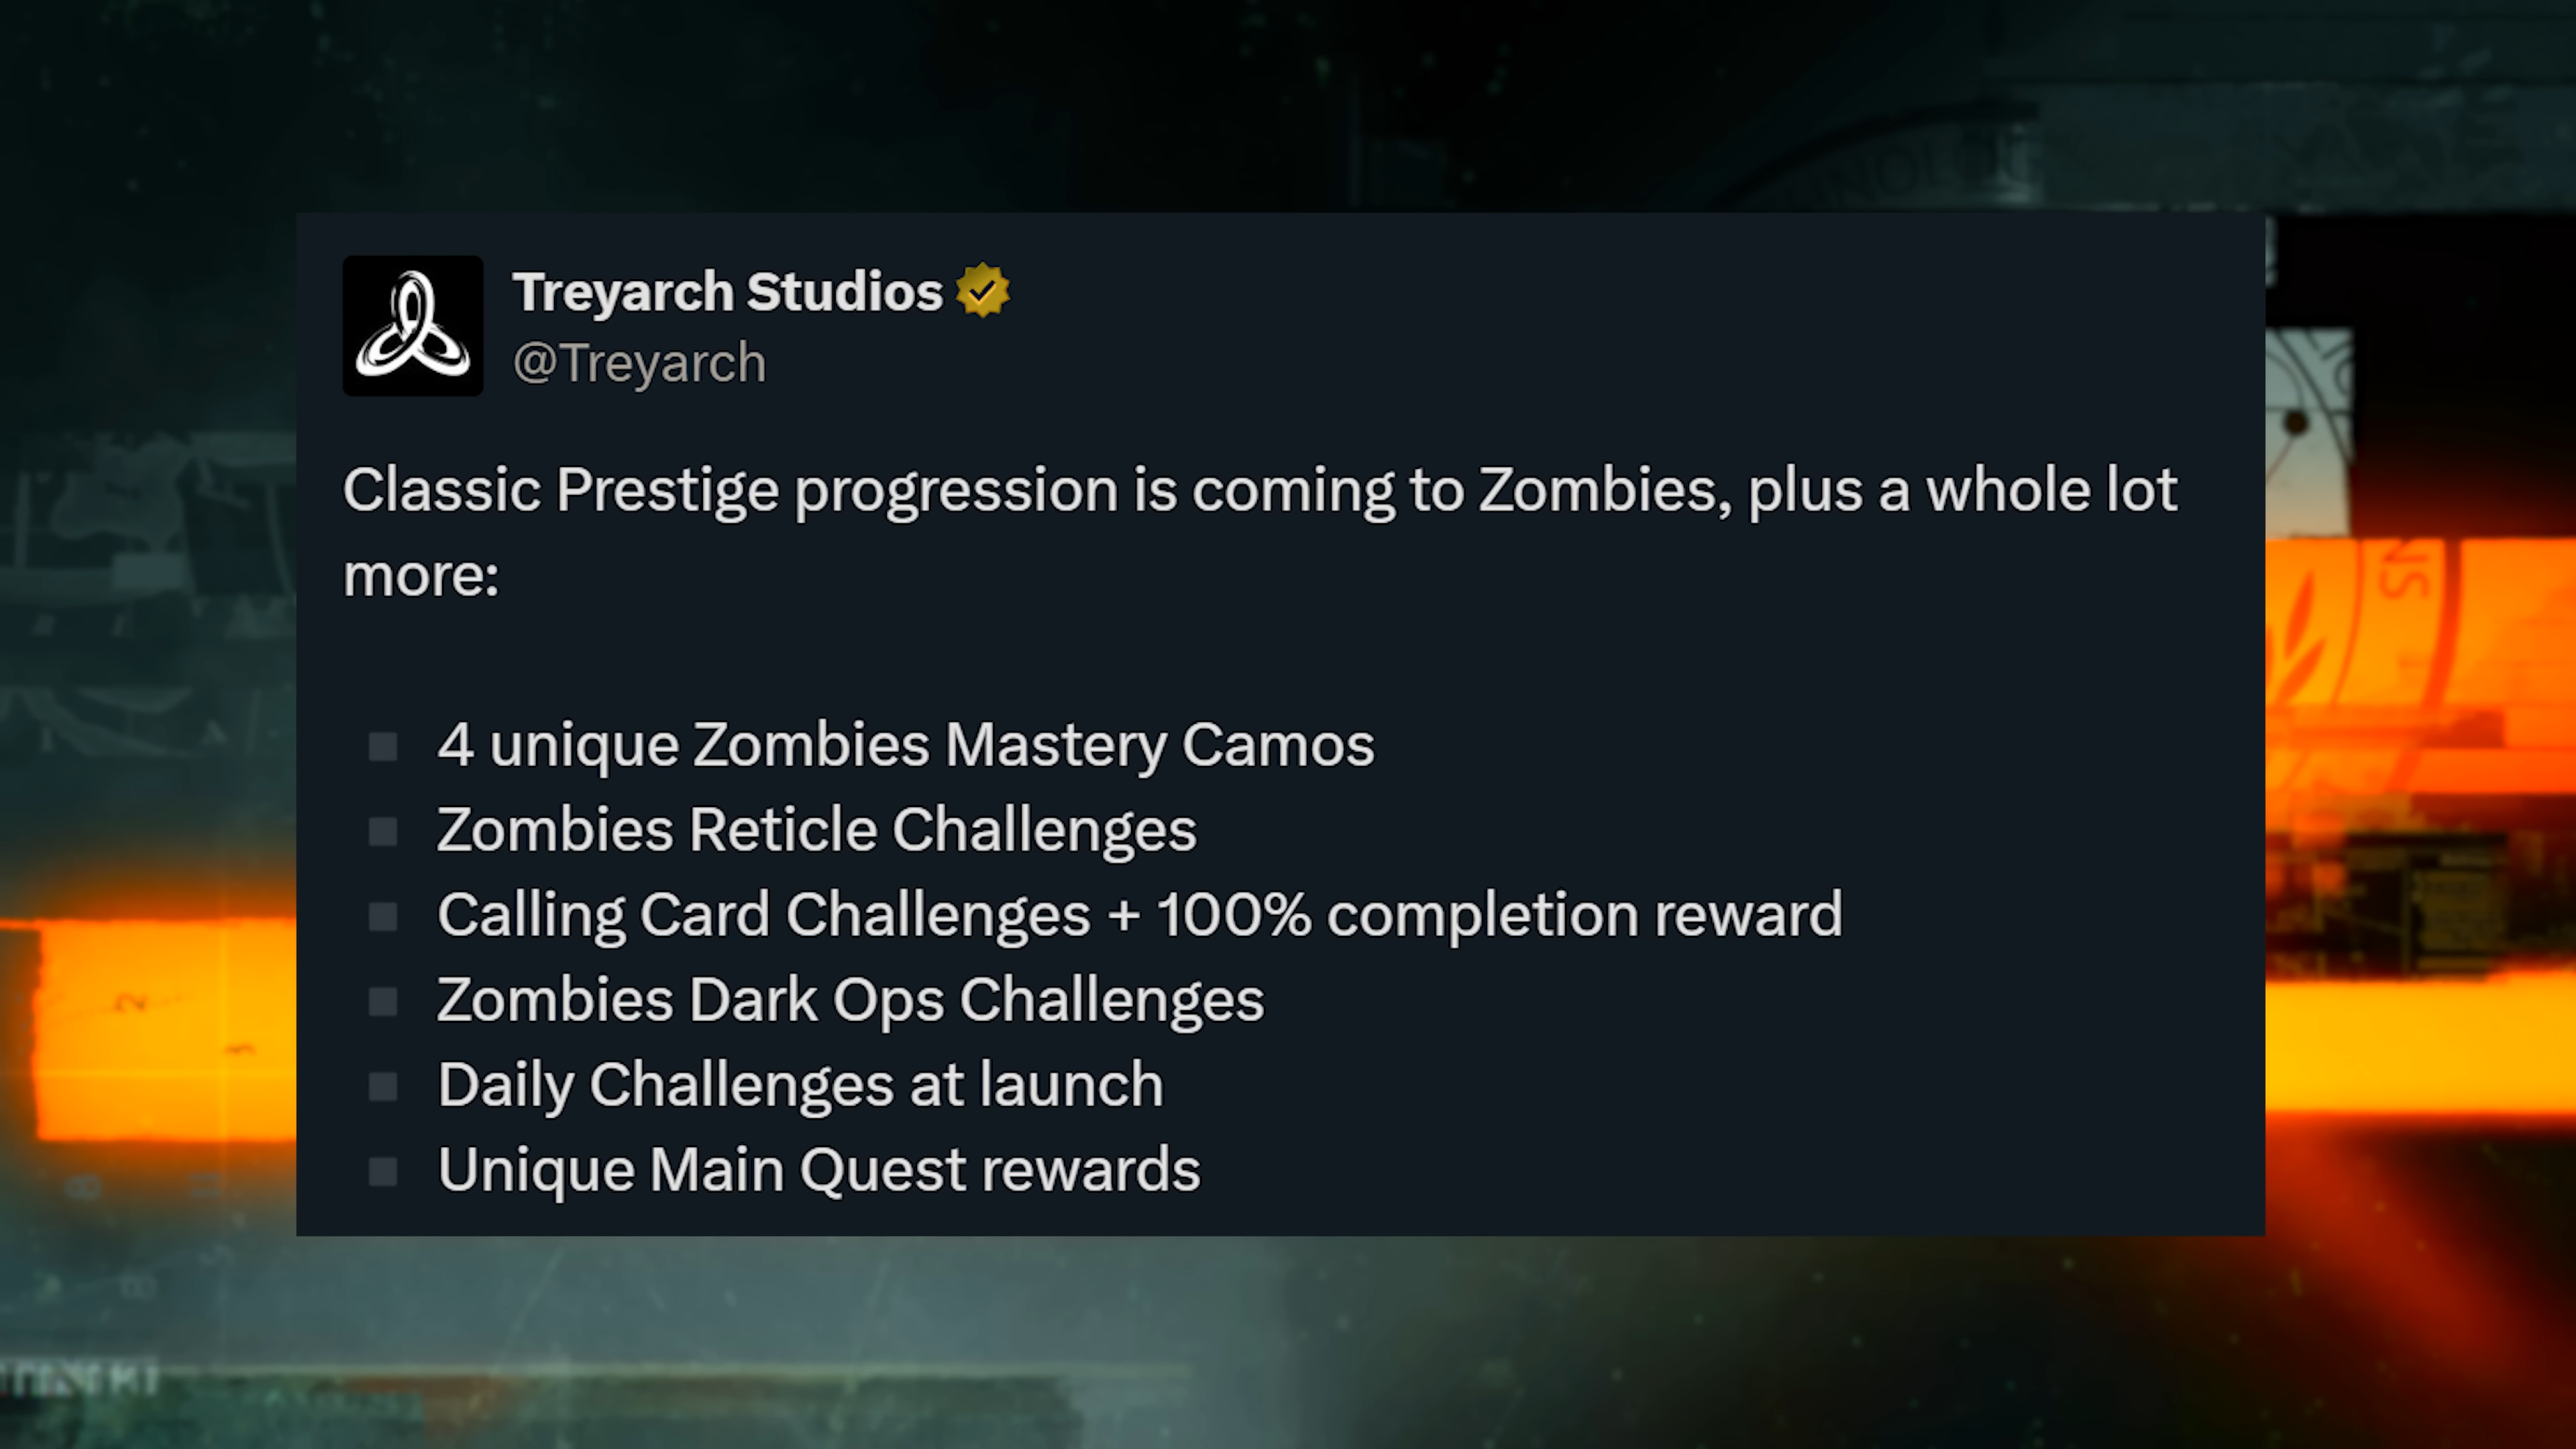 Treyarch Studios
@Treyarch
Classic Prestige progression is coming to Zombies, plus a whole lot
more:
4 unique Zombies Mastery Camos
Zombies Reticle Challenges
Calling Card Challenges + 100% completion reward
Zombies Dark Ops Challenges
Daily Challenges at launch
Unique Main Quest rewards